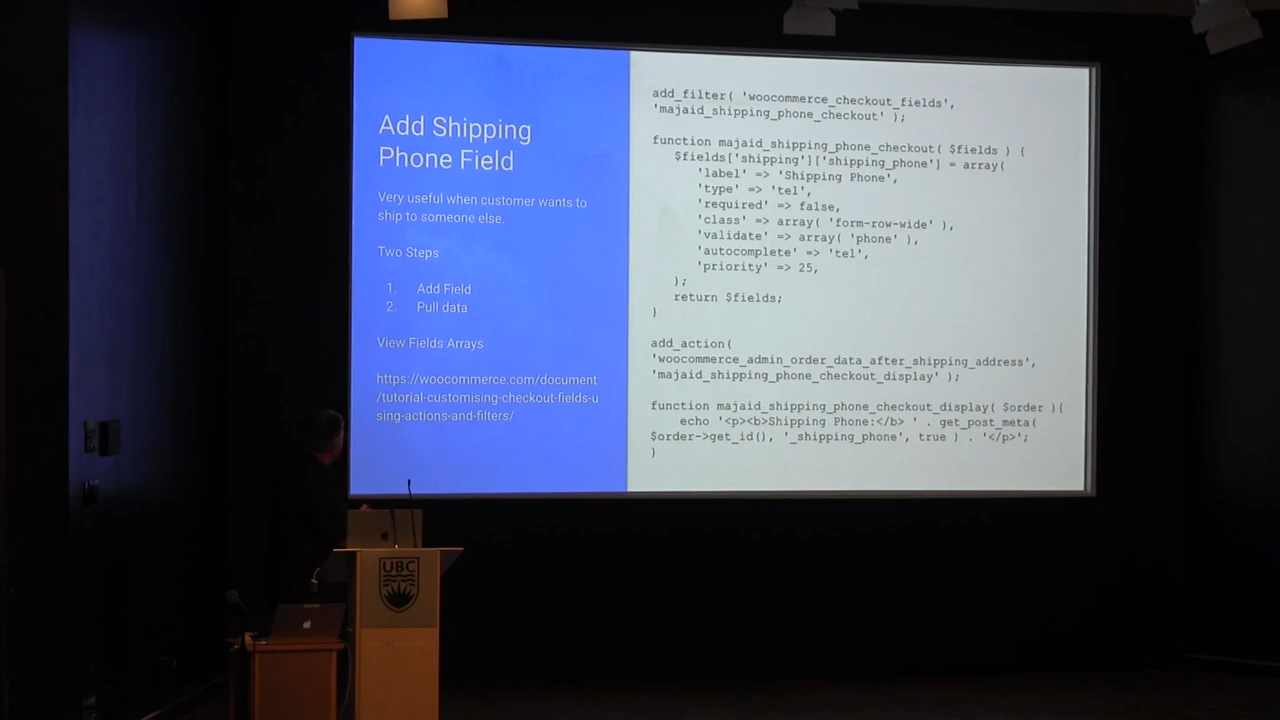 Add Shipping
Phone Field
Very useful when customer wants to
ship to someone else.
Two Steps
1. Add Field
2. Pull data
View Fields Arrays
https://woocommerce.com/document
/tutorial-customising-checkout-fields-u
sing-actions-and-filters/
add_filter( 'woocommerce_checkout_fields',
'majaid_shipping_phone_checkout' );
function majaid_shipping_phone_checkout( $fields ) {
$fields['shipping']['shipping_phone'] = array(
'label' => 'Shipping Phone',
'type' => 'tel',
'required' => false,
'class' => array( 'form-row-wide' ),
'validate' => array( 'phone' ),
'autocomplete' => 'tel',
'priority' => 25,
);
return $fields;
}
add_action(
'woocommerce_admin_order_data_after_shipping_address',
'majaid_shipping_phone_checkout_display' );
function majaid_shipping_phone_checkout_display( $order ){
echo '<p><b>Shipping Phone:</b> ' . get_post_meta(
$order->get_id(), '_shipping_phone', true ) . '</p>';
}
UBC